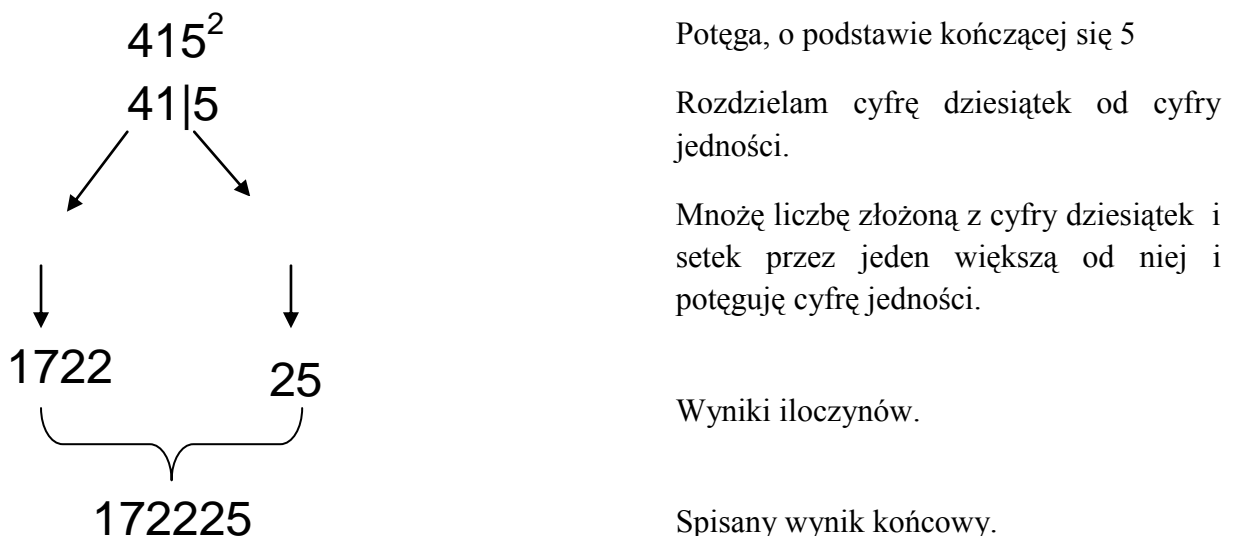 415²
Potęga, o podstawie kończącej się 5
41|5
Rozdzielam cyfrę dziesiątek od cyfry
jedności.
Mnożę liczbę złożoną z cyfry dziesiątek i
setek przez jeden większą od niej i
potęguję cyfrę jedności.
1722
25
Wyniki iloczynów.
172225
Spisany wynik końcowy.